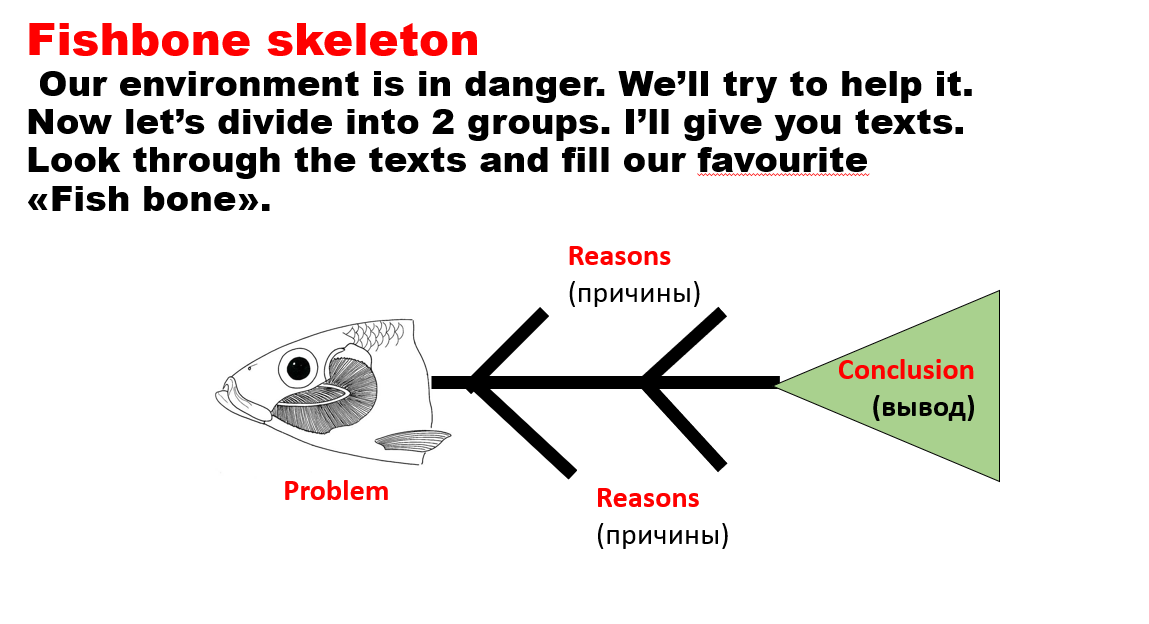 Fishbone skeleton
Our environment is in danger. We’ll try to help it.
Now let’s divide into 2 groups. I’ll give you texts.
Look through the texts and fill our favourite
«Fish bone».
Reasons
(причины)
Conclusion
(вывод)
Problem
Reasons
(причины)